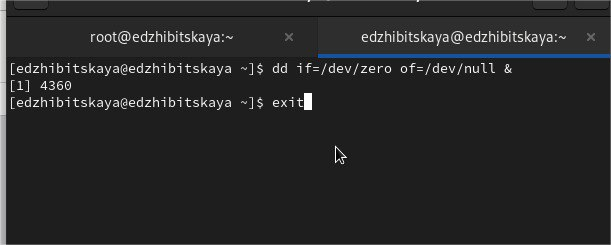 root@edzhibitskaya:~ × edzhibitskaya@edzhibitskaya:~ ×
[edzhibitskaya@edzhibitskaya ~]$ dd if=/dev/zero of=/dev/null &
[1] 4360
[edzhibitskaya@edzhibitskaya ~]$ exit